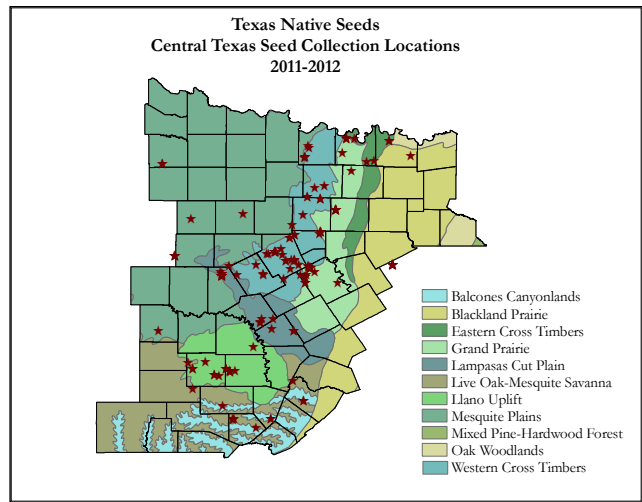 Texas Native Seeds
Central Texas Seed Collection Locations
2011-2012
Balcones Canyonlands
Blackland Prairie
Eastern Cross Timbers
Grand Prairie
Lampasas Cut Plain
Live Oak-Mesquite Savanna
Llano Uplift
Mesquite Plains
Mixed Pine-Hardwood Forest
Oak Woodlands
Western Cross Timbers